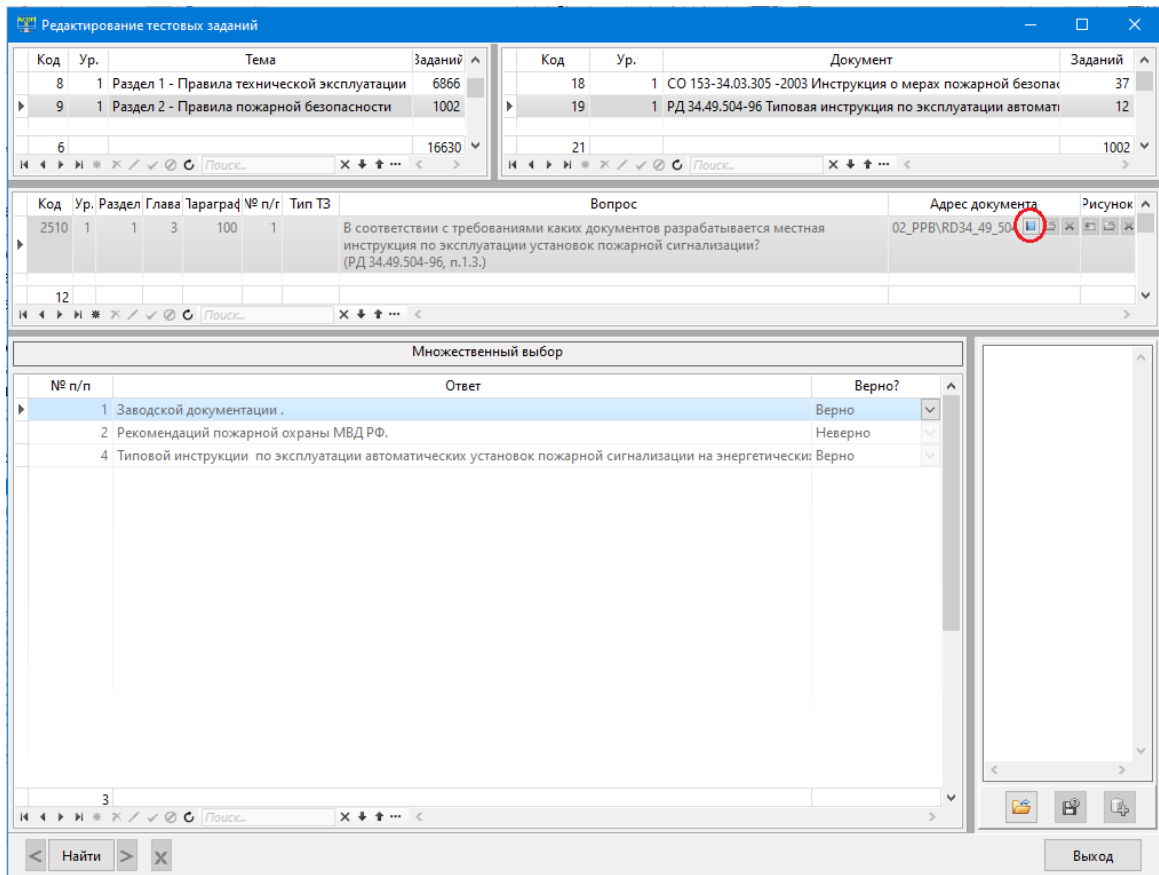 Редактирование тестовых заданий
Код Ур. Тема Заданий
8 1 Раздел 1 - Правила технической эксплуатации 6866
9 1 Раздел 2 - Правила пожарной безопасности 1002
6 16630
Поиск...
Код Ур. Документ Заданий
18 1 СО 153-34.03.305 -2003 Инструкция о мерах пожарной безопас 37
19 1 РД 34.49.504-96 Типовая инструкция по эксплуатации автомат 12
21 1002
Поиск...
Код Ур. Раздел Глава Параграф № п/г Тип ТЗ Вопрос Адрес документа Рисунок
2510 1 1 3 100 1 В соответствии с требованиями каких документов разрабатывается местная 02_PPB\RD34_49_504
инструкция по эксплуатации установок пожарной сигнализации?
(РД 34.49.504-96, п.1.3.)
12
Поиск...
Множественный выбор
№ п/п Ответ Верно?
1 Заводской документации . Верно
2 Рекомендаций пожарной охраны МВД РФ. Неверно
4 Типовой инструкции по эксплуатации автоматических установок пожарной сигнализации на энергетических Верно
3
Поиск...
< Найти > X
Выход